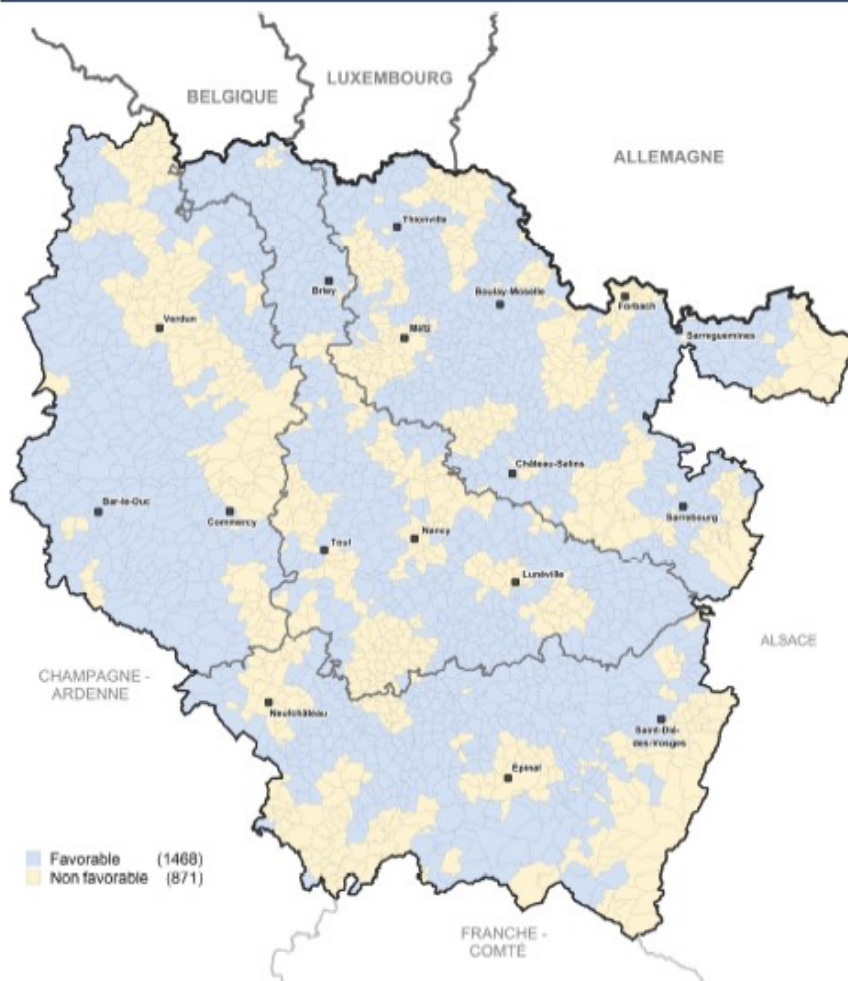 BELGIQUE
LUXEMBOURG
ALLEMAGNE
Thionville
Briey
Boulay-Moselle
Forbach
Verdun
Metz
Sarreguemines
Château-Salins
Bar-le-Duc
Commercy
Sarrebourg
Nancy
Toul
Lunéville
ALSACE
CHAMPAGNE -
ARDENNE
Neufchâteau
Saint-Dié-
des-Vosges
Epinal
Favorable (1468)
Non favorable (871)
FRANCHE -
COMTÉ